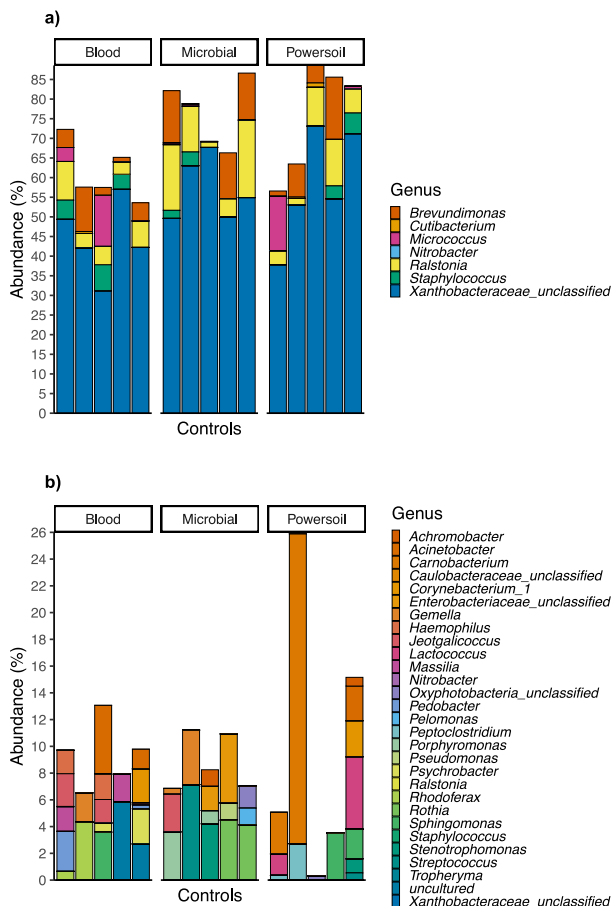 a)
Blood
Microbial
Powersoil
Abundance (%)
85
80
75
70
65
60
55
50
45
40
35
30
25
20
15
10
5
0
Controls
Genus
Brevundimonas
Cutibacterium
Micrococcus
Nitrobacter
Ralstonia
Staphylococcus
Xanthobacteraceae_unclassified
b)
Blood
Microbial
Powersoil
Abundance (%)
26
24
22
20
18
16
14
12
10
8
6
4
2
0
Controls
Genus
Achromobacter
Acinetobacter
Carnobacterium
Caulobacteraceae_unclassified
Corynebacterium_1
Enterobacteriaceae_unclassified
Gemella
Haemophilus
Jeotgalicoccus
Lactococcus
Massilia
Nitrobacter
Oxyphotobacteria_unclassified
Pedobacter
Pelomonas
Peptoclostridium
Porphyromonas
Pseudomonas
Psychrobacter
Ralstonia
Rhodoferax
Rothia
Sphingomonas
Staphylococcus
Stenotrophomonas
Streptococcus
Tropheryma
uncultured
Xanthobacteraceae_unclassified